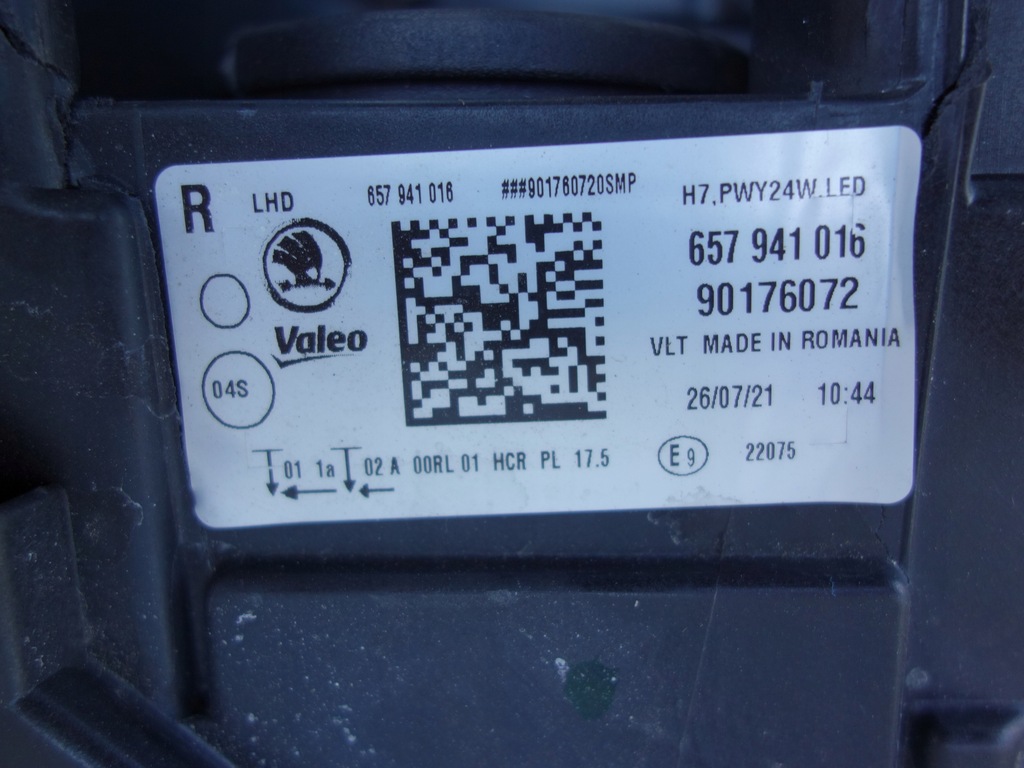 R LHD 657 941 016 ###901760720SMP H7,PWY24W.LED
657 941 016
90176072
Valeo
VLT MADE IN ROMANIA
04S
26/07/21 10:44
01 1a 02 A 00RL 01 HCR PL 17.5 E9 22075